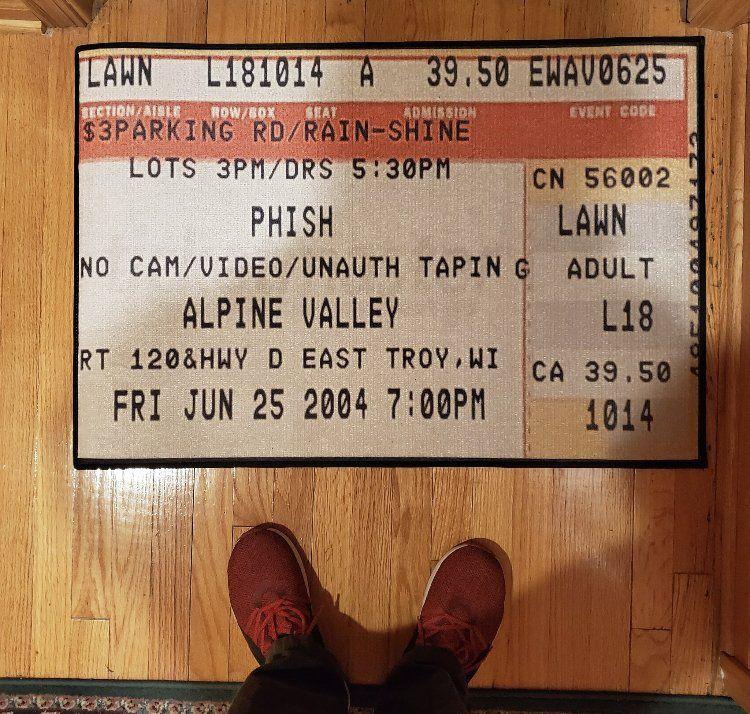 LAWN L181014 A 39.50 EWAV0625
SECTION/AISLE ROW/BOX SEAT ADMISSION EVENT CODE
$3PARKING RD/RAIN-SHINE
LOTS 3PM/DRS 5:30PM
CN 56002
PHISH
LAWN
NO CAM/VIDEO/UNAUTH TAPING
ADULT
ALPINE VALLEY
L18
RT 120&HWY D EAST TROY,WI
CA 39.50
FRI JUN 25 2004 7:00PM
1014